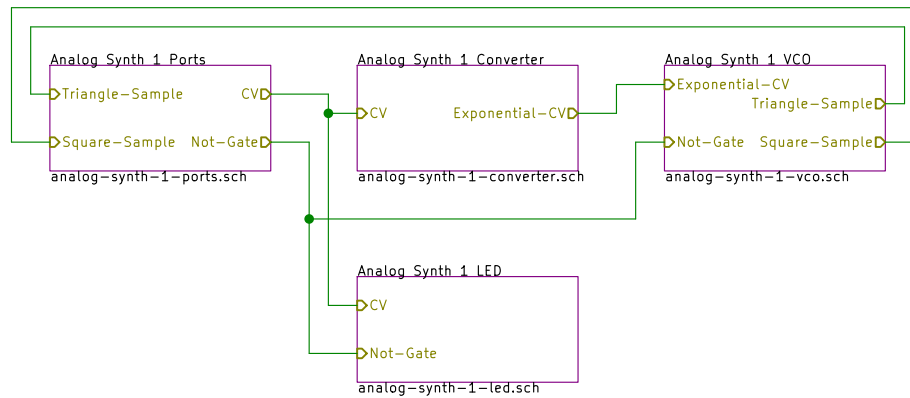 Analog Synth 1 Ports
Triangle-Sample
CV
Square-Sample
Not-Gate
analog-synth-1-ports.sch
Analog Synth 1 Converter
CV
Exponential-CV
analog-synth-1-converter.sch
Analog Synth 1 VCO
Exponential-CV
Triangle-Sample
Not-Gate
Square-Sample
analog-synth-1-vco.sch
Analog Synth 1 LED
CV
Not-Gate
analog-synth-1-led.sch